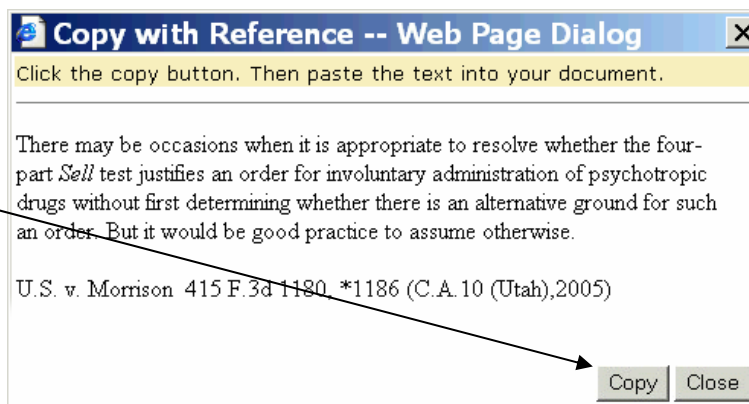 Copy with Reference -- Web Page Dialog
Click the copy button. Then paste the text into your document.
There may be occasions when it is appropriate to resolve whether the four-
part Sell test justifies an order for involuntary administration of psychotropic
drugs without first determining whether there is an alternative ground for such
an order. But it would be good practice to assume otherwise.
U.S. v. Morrison 415 F.3d 1180, *1186 (C.A.10 (Utah),2005)
Copy Close